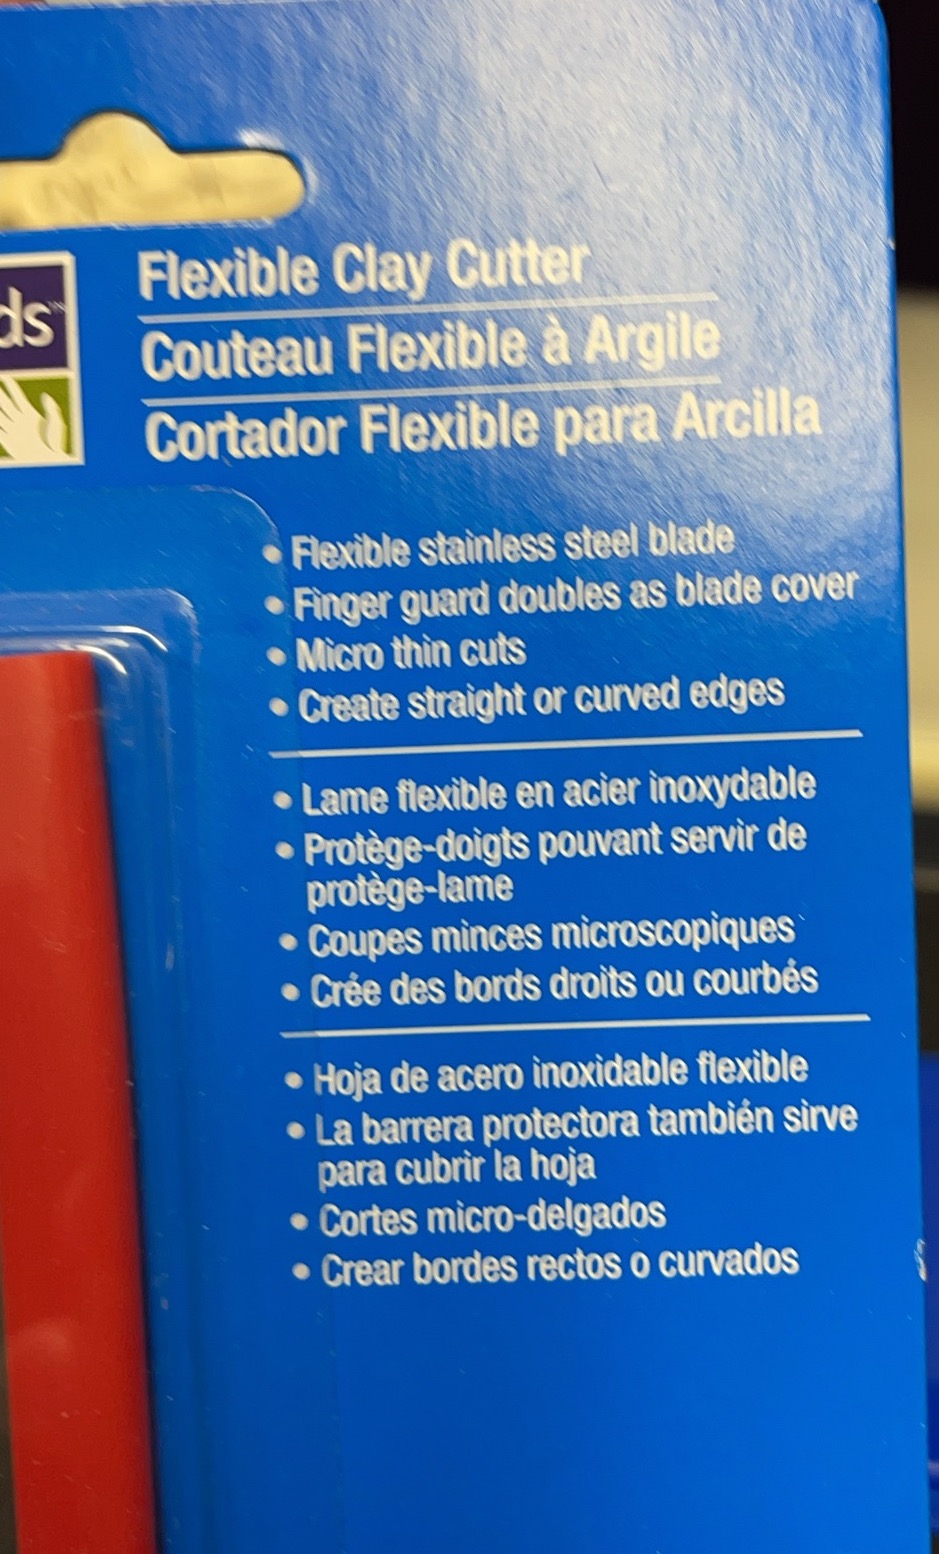 ds™
Flexible Clay Cutter
Couteau Flexible à Argile
Cortador Flexible para Arcilla
• Flexible stainless steel blade
• Finger guard doubles as blade cover
• Micro thin cuts
• Create straight or curved edges
• Lame flexible en acier inoxydable
• Protège-doigts pouvant servir de
protège-lame
• Coupes minces microscopiques
• Crée des bords droits ou courbés
• Hoja de acero inoxidable flexible
• La barrera protectora también sirve
para cubrir la hoja
• Cortes micro-delgados
• Crear bordes rectos o curvados